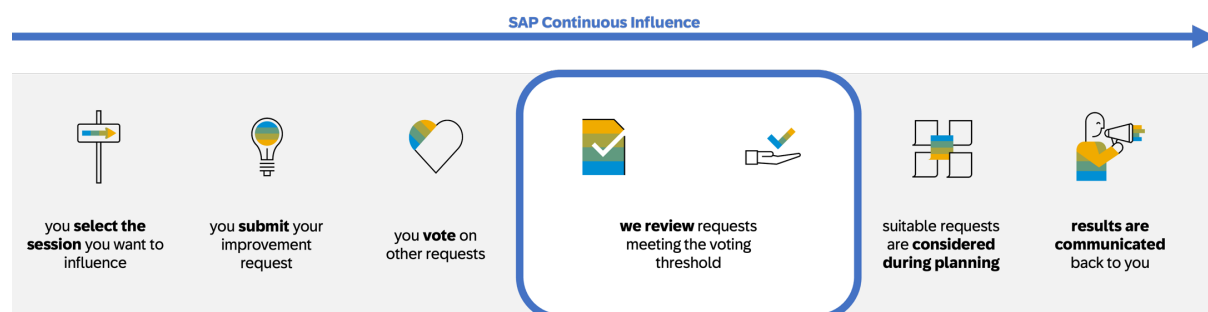 SAP Continuous Influence
you select the
session you want to
influence
you submit your
improvement
request
you vote on
other requests
we review requests
meeting the voting
threshold
suitable requests
are considered
during planning
results are
communicated
back to you